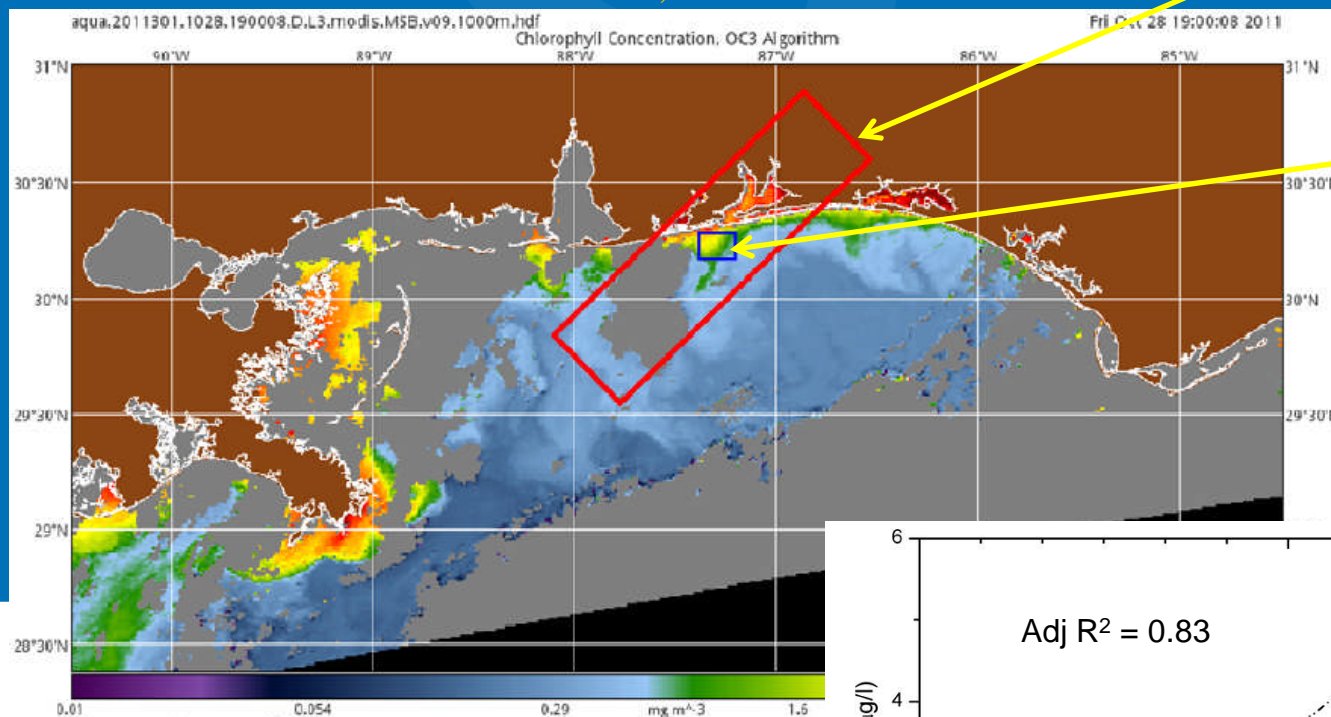 aqua.2011301.1028.190008.D.L3.modis.MSB.v09.1000m.hdf
Fri Oct 28 19:00:08 2011
Chlorophyll Concentration, OC3 Algorithm
90°W 89°W 88°W 87°W 86°W 85°W
31°N 31°N
30°30'N 30°30'N
30°N 30°N
29°30'N 29°30'N
29°N
28°30'N
0.01 0.054 0.29 mg m^-3 1.6
6
Adj R² = 0.83
4